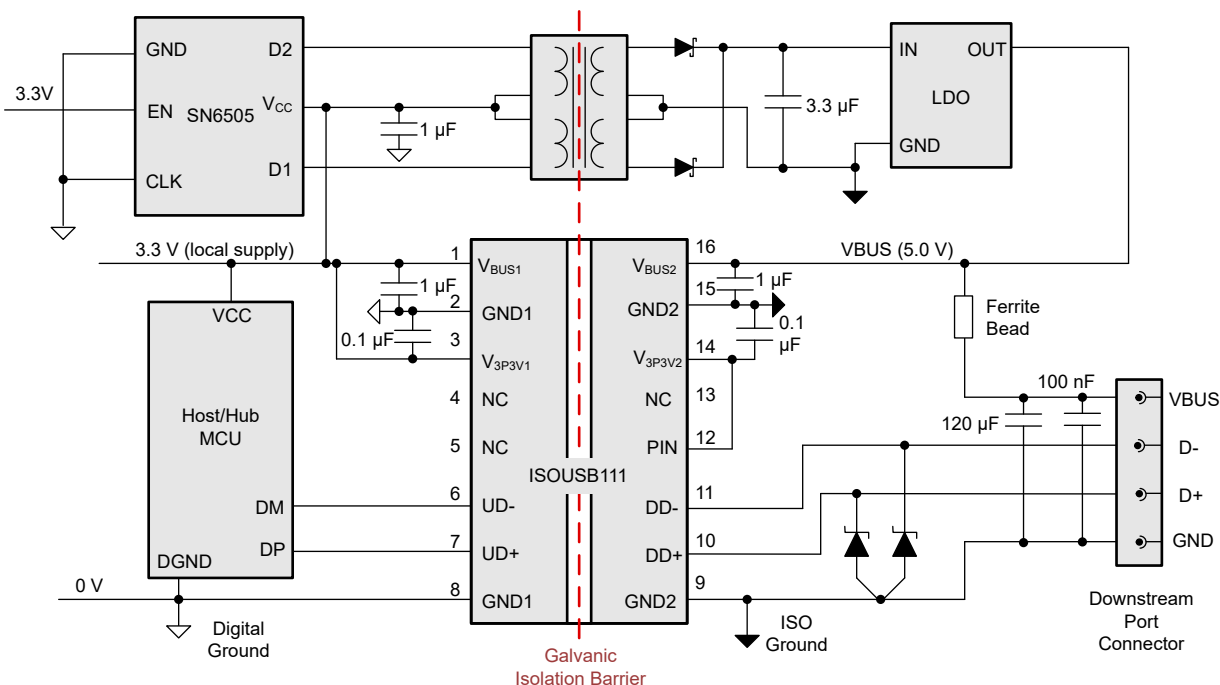 GND
D2
3.3V
EN
SN6505
VCC
1 µF
CLK
D1
3.3 µF
IN
OUT
LDO
GND
3.3 V (local supply)
1
VBUS1
VBUS2
16
VBUS (5.0 V)
VCC
1 µF
2
GND1
GND2
15
1 µF
0.1 µF
3
V3P3V1
V3P3V2
14
0.1
µF
Ferrite
Bead
4
NC
NC
13
Host/Hub
MCU
5
NC
PIN
12
100 nF
120 µF
VBUS
D-
D+
GND
ISOUSB111
DM
6
UD-
DD-
11
DP
7
UD+
DD+
10
DGND
0 V
8
GND1
GND2
9
Digital
Ground
ISO
Ground
Downstream
Port
Connector
Galvanic
Isolation Barrier